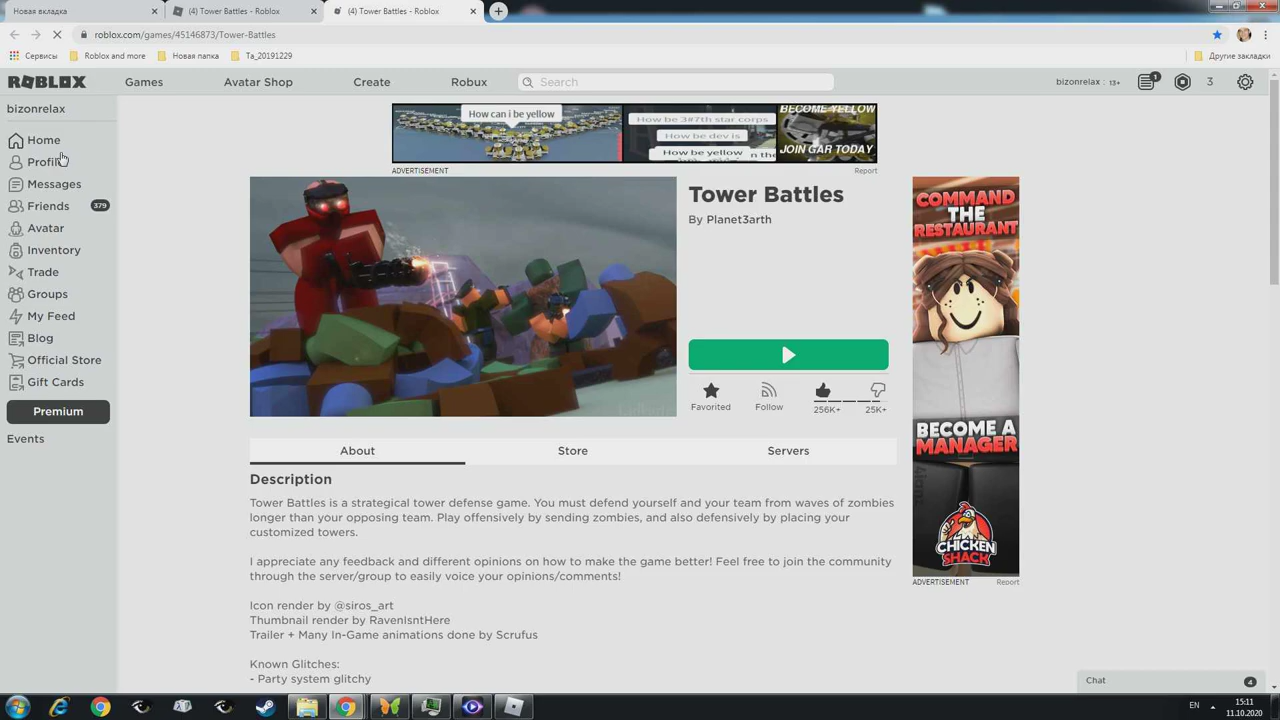 Новая вкладка
(4) Tower Battles - Roblox
(4) Tower Battles - Roblox
roblox.com/games/45146873/Tower-Battles
Сервисы
Roblox and more
Новая папка
Ta_20191229
Другие закладки
ROBLOX
Games
Avatar Shop
Create
Robux
Search
bizonrelax : 13+
1
3
bizonrelax
Home
Profile
Messages
Friends
379
Avatar
Inventory
Trade
Groups
My Feed
Blog
Official Store
Gift Cards
Premium
Events
How can i be yellow
How be 3#7th star corps
How be dev is
How be yellow
BECOME YELLOW
JOIN GAR TODAY
ADVERTISEMENT
Report
Tower Battles
By Planet3arth
Favorited
Follow
256K+
25K+
COMMAND
THE
RESTAURANT
BECOME A
MANAGER
CHICKEN
SHACK
ADVERTISEMENT
Report
About
Store
Servers
Description
Tower Battles is a strategical tower defense game. You must defend yourself and your team from waves of zombies
longer than your opposing team. Play offensively by sending zombies, and also defensively by placing your
customized towers.
I appreciate any feedback and different opinions on how to make the game better! Feel free to join the community
through the server/group to easily voice your opinions/comments!
Icon render by @siros_art
Thumbnail render by RavenIsntHere
Trailer + Many In-Game animations done by Scrufus
Known Glitches:
- Party system glitchy
Chat
4
EN
15:11
11.10.2020